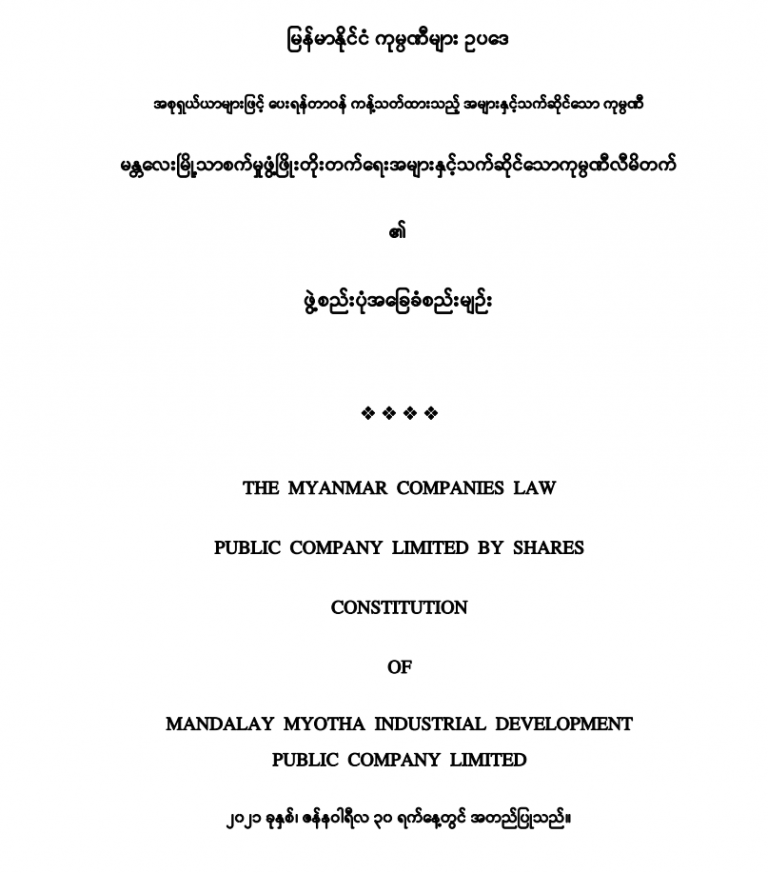 မြန်မာနိုင်ငံ ကုမ္ပဏီများ ဥပဒေ
အစုရှယ်ယာများဖြင့် ပေးရန်တာဝန် ကန့်သတ်ထားသည့် အများနှင့်သက်ဆိုင်သော ကုမ္ပဏီ
မန္တလေးမြို့သာစက်မှုဖွံ့ဖြိုးတိုးတက်ရေးအများနှင့်သက်ဆိုင်သောကုမ္ပဏီလီမိတက်
၏
ဖွဲ့စည်းပုံအခြေခံစည်းမျဉ်း
❖ ❖ ❖ ❖
THE MYANMAR COMPANIES LAW
PUBLIC COMPANY LIMITED BY SHARES
CONSTITUTION
OF
MANDALAY MYOTHA INDUSTRIAL DEVELOPMENT
PUBLIC COMPANY LIMITED
၂၀၂၁ ခုနှစ်၊ ဇန်နဝါရီလ ၃၀ ရက်နေ့တွင် အတည်ပြုသည်။